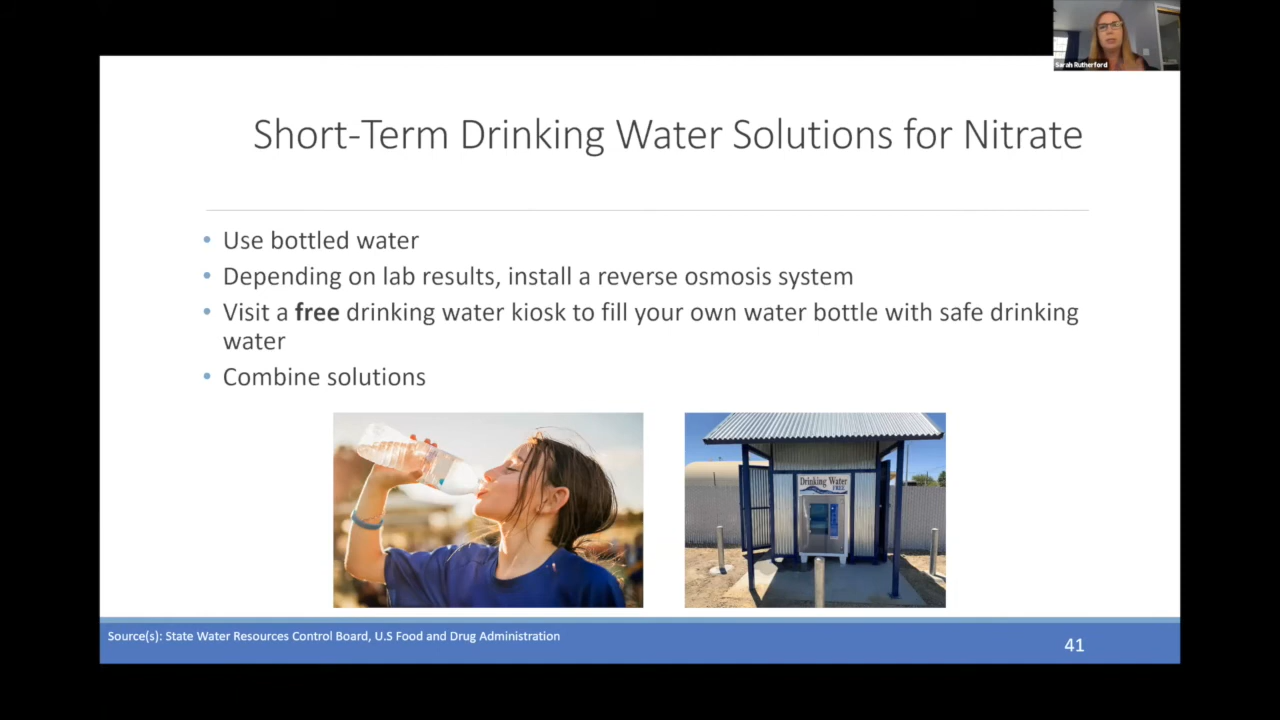 Sarah Rutherford
Short-Term Drinking Water Solutions for Nitrate
• Use bottled water
• Depending on lab results, install a reverse osmosis system
• Visit a free drinking water kiosk to fill your own water bottle with safe drinking
water
• Combine solutions
Drinking Water
FREE
Source(s): State Water Resources Control Board, U.S Food and Drug Administration
41